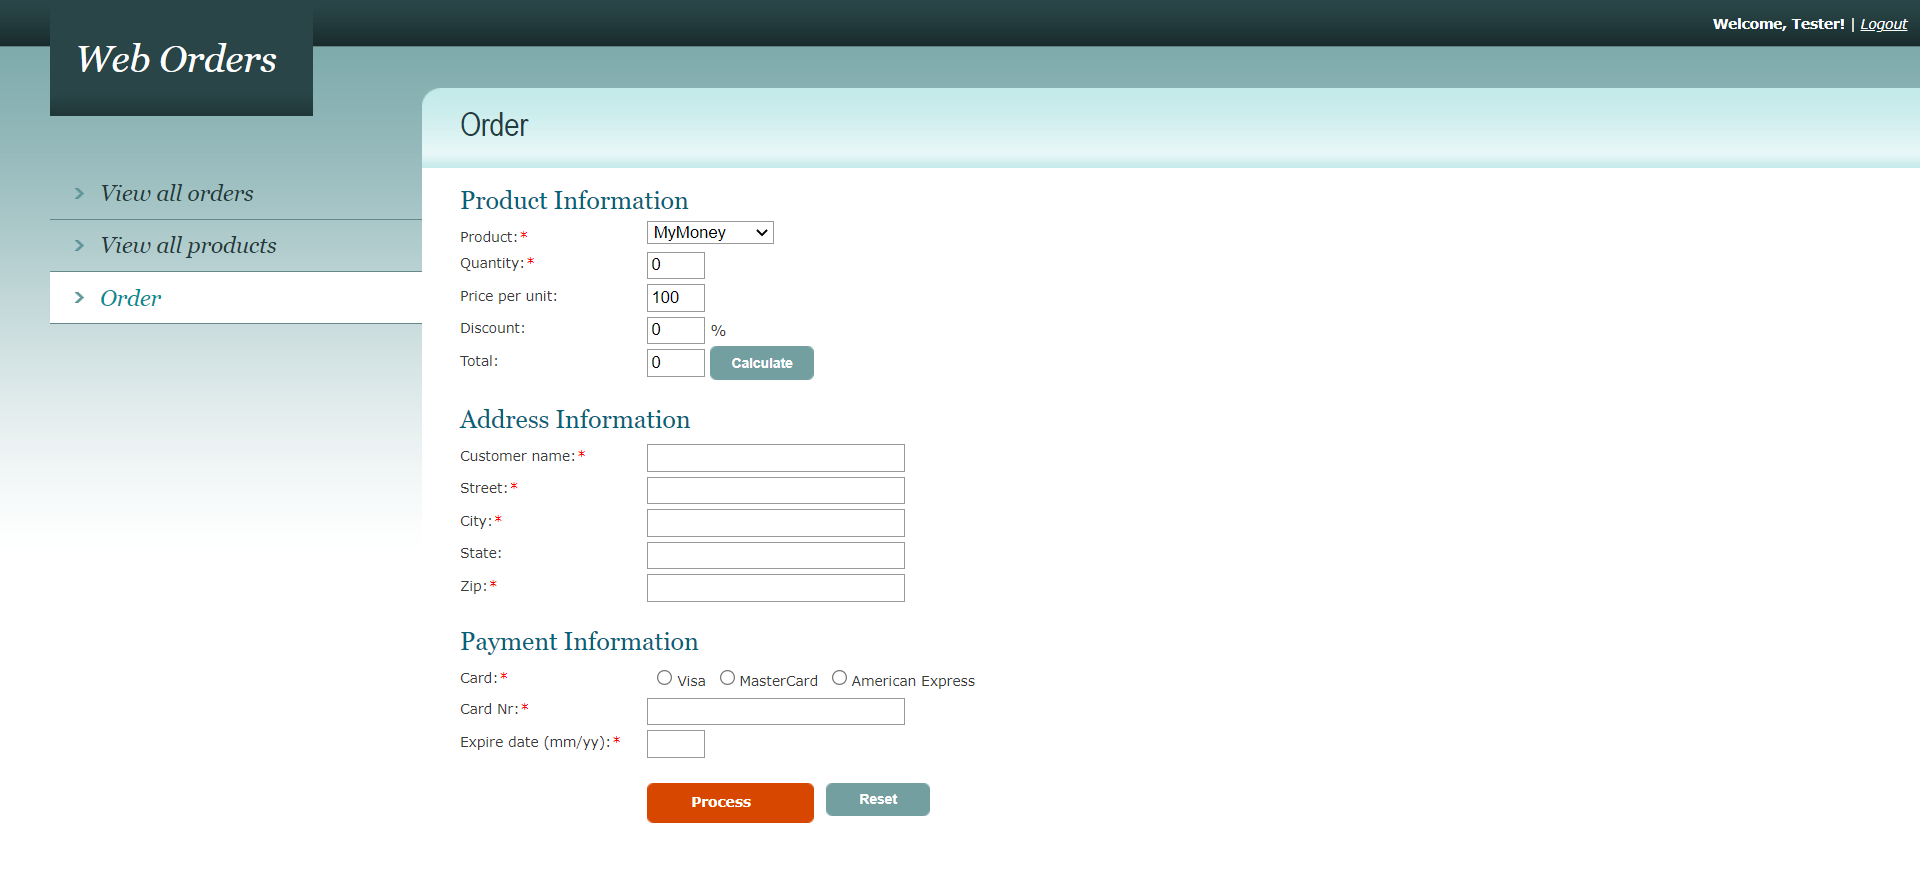 Welcome, Tester! | Logout
Web Orders
View all orders
View all products
Order
Order
Product Information
Product:* MyMoney
Quantity:* 0
Price per unit: 100
Discount: 0 %
Total: 0 Calculate
Address Information
Customer name:*
Street:*
City:*
State:
Zip:*
Payment Information
Card:* Visa MasterCard American Express
Card Nr:*
Expire date (mm/yy):*
Process Reset